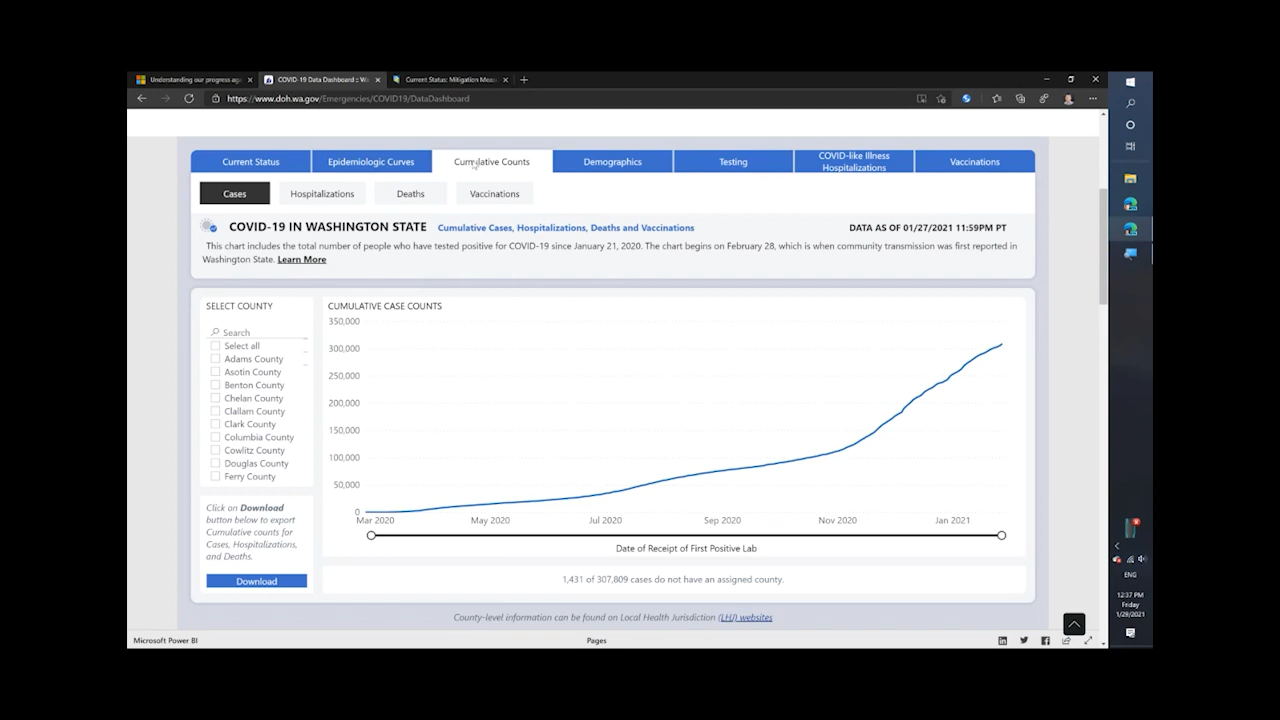 Understanding our progress aga
COVID-19 Data Dashboard :: Wa
Current Status: Mitigation Meas
https://www.doh.wa.gov/Emergencies/COVID19/DataDashboard
Current Status
Epidemiologic Curves
Cumulative Counts
Demographics
Testing
COVID-like Illness
Hospitalizations
Vaccinations
Cases
Hospitalizations
Deaths
Vaccinations
COVID-19 IN WASHINGTON STATE Cumulative Cases, Hospitalizations, Deaths and Vaccinations DATA AS OF 01/27/2021 11:59PM PT
This chart includes the total number of people who have tested positive for COVID-19 since January 21, 2020. The chart begins on February 28, which is when community transmission was first reported in
Washington State. Learn More
SELECT COUNTY
Search
Select all
Adams County
Asotin County
Benton County
Chelan County
Clallam County
Clark County
Columbia County
Cowlitz County
Douglas County
Ferry County
Click on Download
button below to export
Cumulative counts for
Cases, Hospitalizations,
and Deaths.
Download
CUMULATIVE CASE COUNTS
350,000
300,000
250,000
200,000
150,000
100,000
50,000
0
Mar 2020 May 2020 Jul 2020 Sep 2020 Nov 2020 Jan 2021
Date of Receipt of First Positive Lab
1,431 of 307,809 cases do not have an assigned county.
County-level information can be found on Local Health Jurisdiction (LHJ) websites
Microsoft Power BI
Pages
ENG
12:37 PM
Friday
1/29/2021